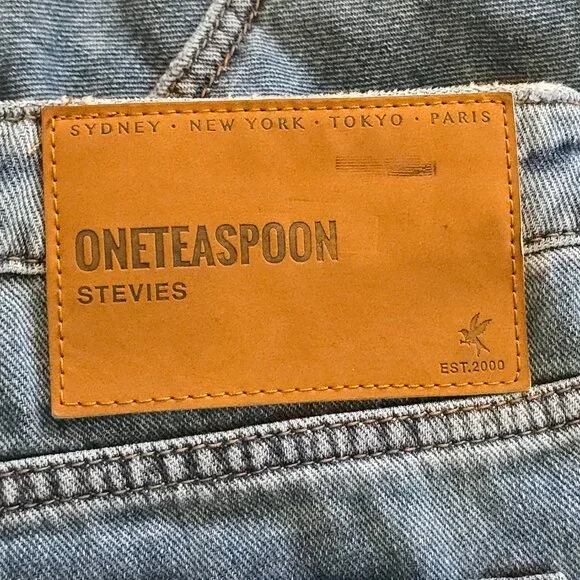 SYDNEY · NEW YORK · TOKYO · PARIS
ONETEASPOON
STEVIES
EST.2000